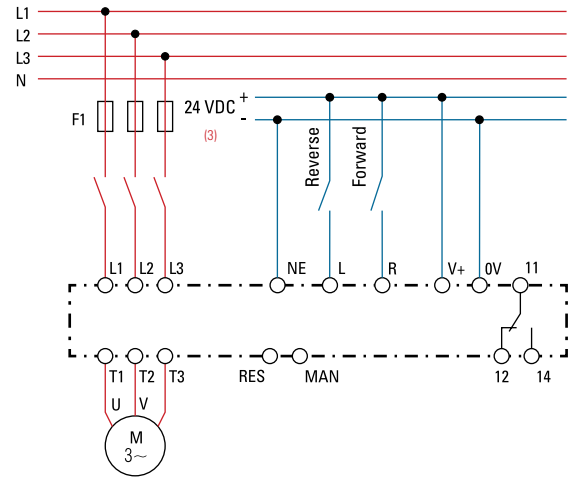 L1
L2
L3
N
F1
24 VDC
+
-
(3)
Reverse
Forward
L1 L2 L3 NE L R V+ 0V 11
T1 T2 T3 RES MAN 12 14
U V
M
3~